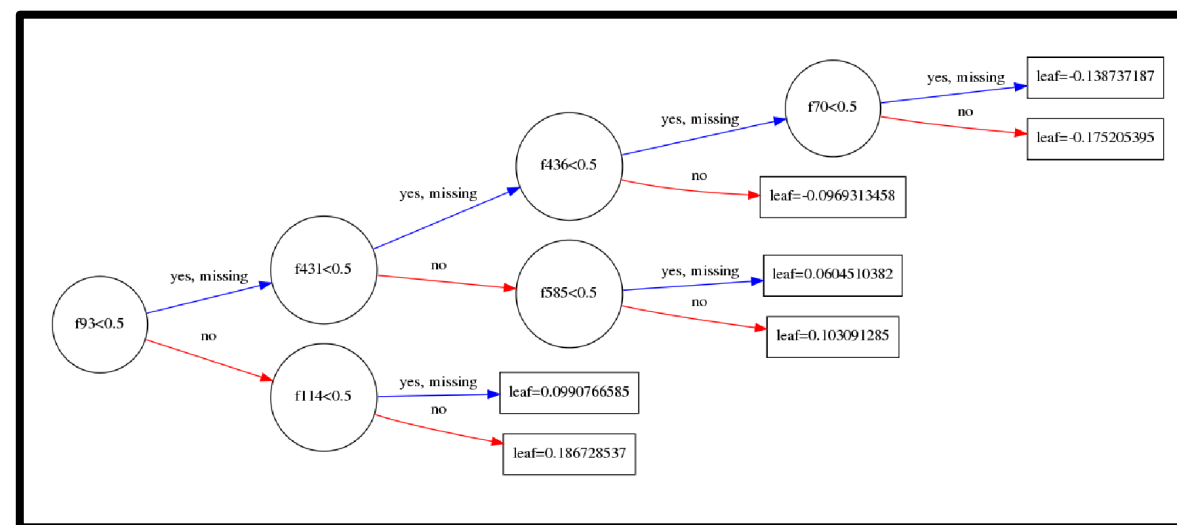 yes, missing
leaf=-0.138737187
f70<0.5
no
yes, missing
leaf=-0.175205395
f436<0.5
no
yes, missing
leaf=-0.0969313458
yes, missing
f431<0.5
no
yes, missing
leaf=0.0604510382
f585<0.5
no
f93<0.5
no
leaf=0.103091285
yes, missing
leaf=0.0990766585
f114<0.5
no
leaf=0.186728537